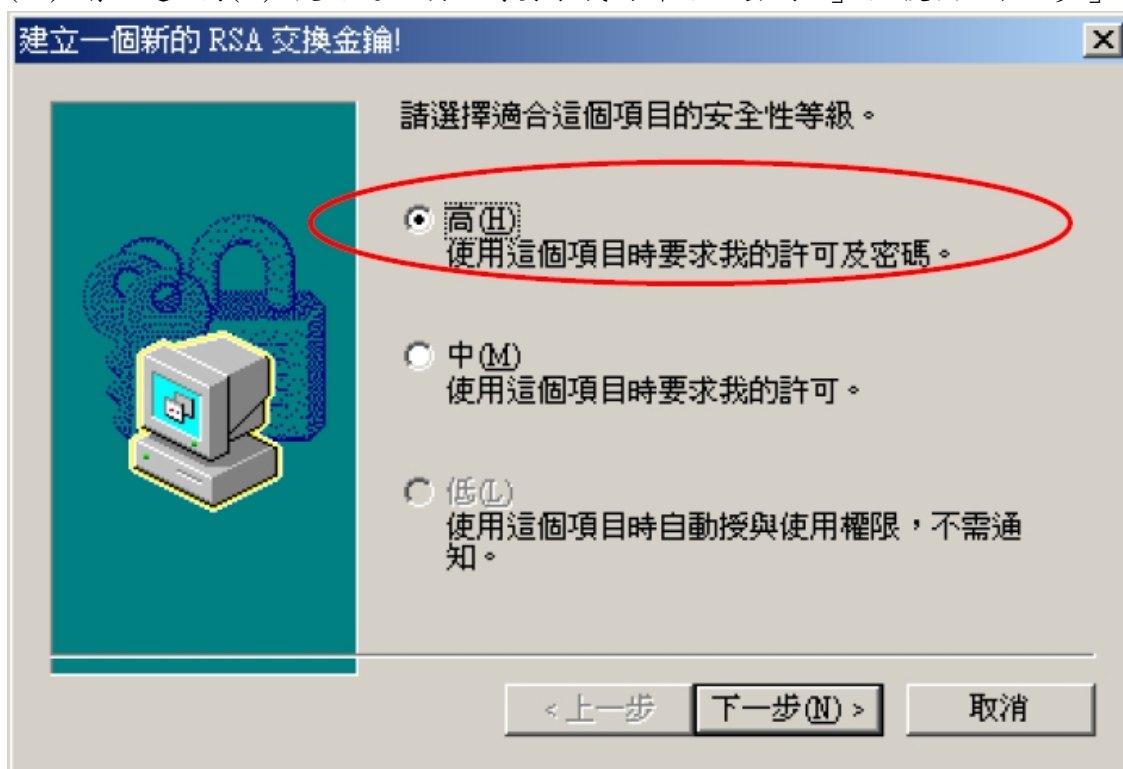 建立一個新的 RSA 交換金鑰!
請選擇適合這個項目的安全性等級。
高(H)
使用這個項目時要求我的許可及密碼。
中(M)
使用這個項目時要求我的許可。
低(L)
使用這個項目時自動授與使用權限，不需通
知。
<上一步
下一步(N) >
取消